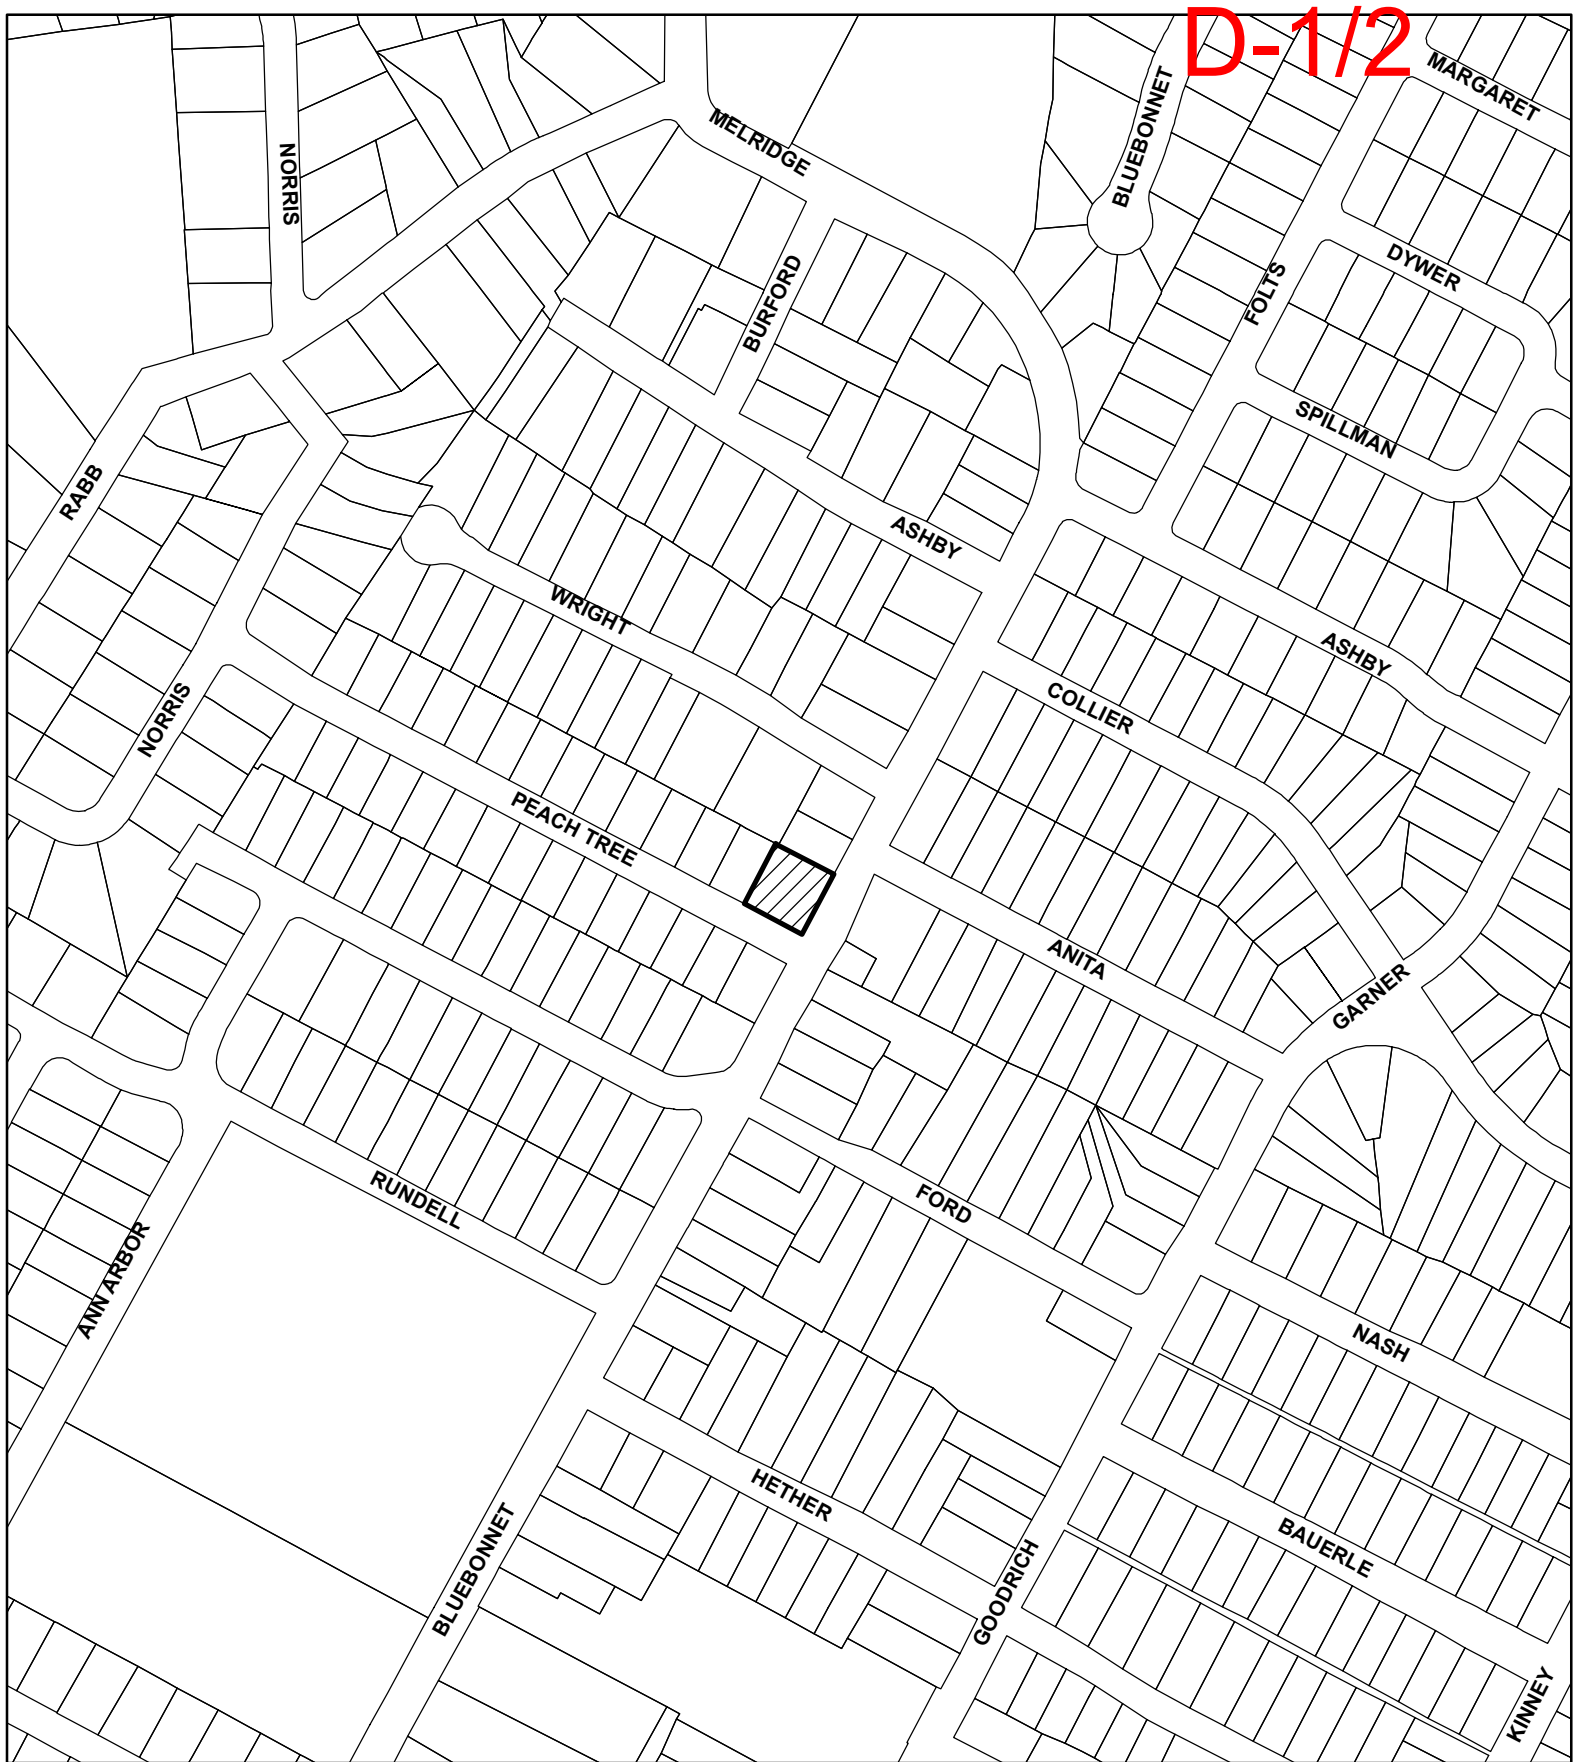 D-1/2
MARGARET
BLUEBONNET
MELRIDGE
NORRIS
DYWER
BURFORD
FOLTS
SPILLMAN
RABB
ASHBY
WRIGHT
ASHBY
COLLIER
NORRIS
PEACH TREE
ANITA
GARNER
RUNDELL
FORD
ANN ARBOR
NASH
HETHER
BAUERLE
BLUEBONNET
GOODRICH
KINNEY